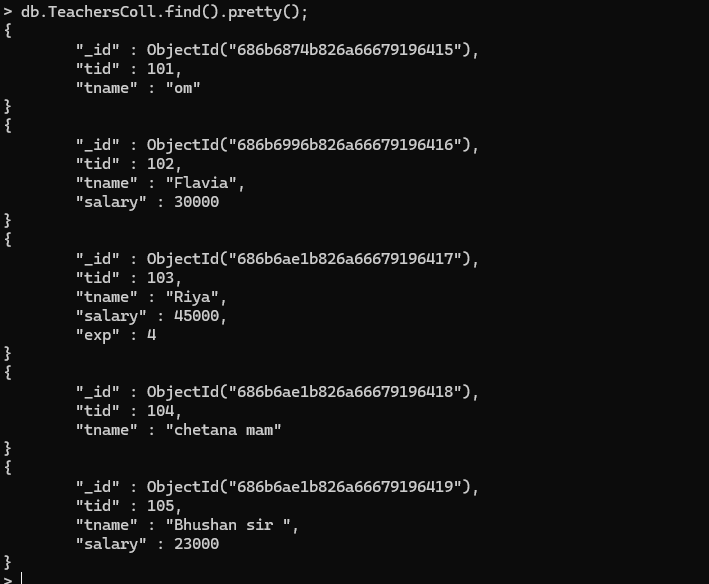 > db.TeachersColl.find().pretty();
{
        "_id" : ObjectId("686b6874b826a66679196415"),
        "tid" : 101,
        "tname" : "om"
}
{
        "_id" : ObjectId("686b6996b826a66679196416"),
        "tid" : 102,
        "tname" : "Flavia",
        "salary" : 30000
}
{
        "_id" : ObjectId("686b6ae1b826a66679196417"),
        "tid" : 103,
        "tname" : "Riya",
        "salary" : 45000,
        "exp" : 4
}
{
        "_id" : ObjectId("686b6ae1b826a66679196418"),
        "tid" : 104,
        "tname" : "chetana mam"
}
{
        "_id" : ObjectId("686b6ae1b826a66679196419"),
        "tid" : 105,
        "tname" : "Bhushan sir ",
        "salary" : 23000
}
>